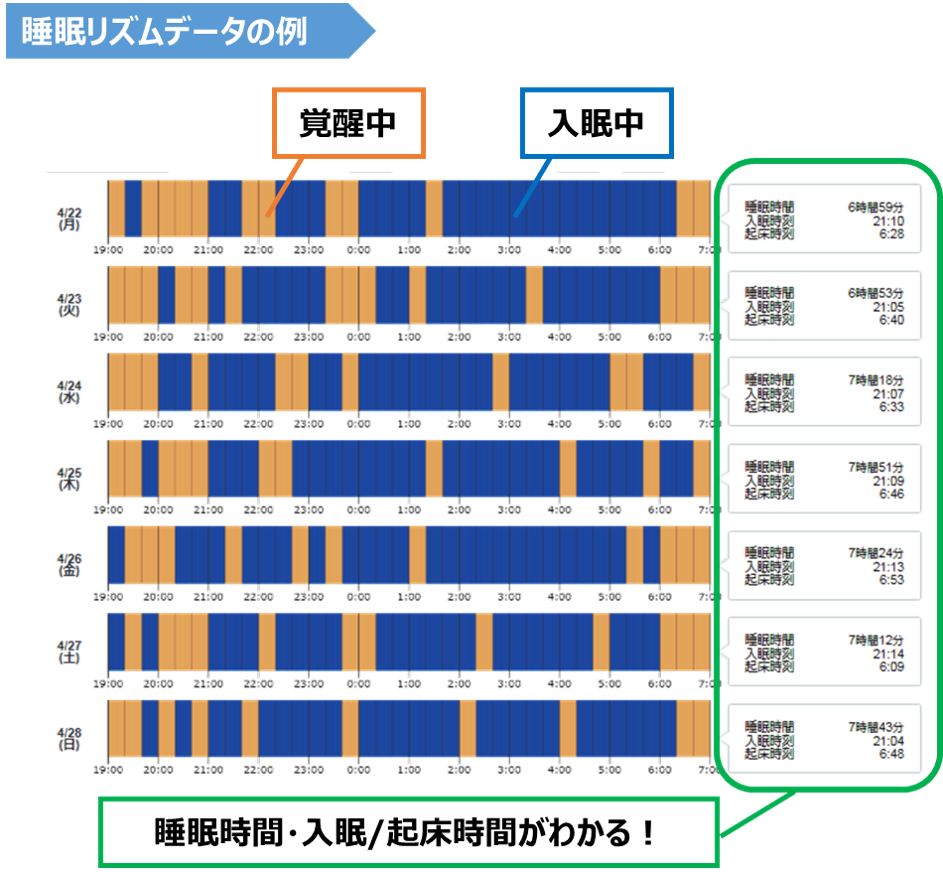 睡眠リズムデータの例
覚醒中
入眠中
4/22
(月)
19:00 20:00 21:00 22:00 23:00 0:00 1:00 2:00 3:00 4:00 5:00 6:00 7:0
睡眠時間 6時間59分
入眠時刻 21:10
起床時刻 6:28
4/23
(火)
19:00 20:00 21:00 22:00 23:00 0:00 1:00 2:00 3:00 4:00 5:00 6:00 7:0
睡眠時間 6時間53分
入眠時刻 21:05
起床時刻 6:40
4/24
(水)
19:00 20:00 21:00 22:00 23:00 0:00 1:00 2:00 3:00 4:00 5:00 6:00 7:0
睡眠時間 7時間18分
入眠時刻 21:07
起床時刻 6:33
4/25
(木)
19:00 20:00 21:00 22:00 23:00 0:00 1:00 2:00 3:00 4:00 5:00 6:00 7:0
睡眠時間 7時間51分
入眠時刻 21:09
起床時刻 6:46
4/26
(金)
19:00 20:00 21:00 22:00 23:00 0:00 1:00 2:00 3:00 4:00 5:00 6:00 7:0
睡眠時間 7時間24分
入眠時刻 21:13
起床時刻 6:53
4/27
(土)
19:00 20:00 21:00 22:00 23:00 0:00 1:00 2:00 3:00 4:00 5:00 6:00 7:0
睡眠時間 7時間12分
入眠時刻 21:14
起床時刻 6:09
4/28
(日)
19:00 20:00 21:00 22:00 23:00 0:00 1:00 2:00 3:00 4:00 5:00 6:00 7:0
睡眠時間 7時間43分
入眠時刻 21:04
起床時刻 6:48
睡眠時間・入眠/起床時間がわかる！